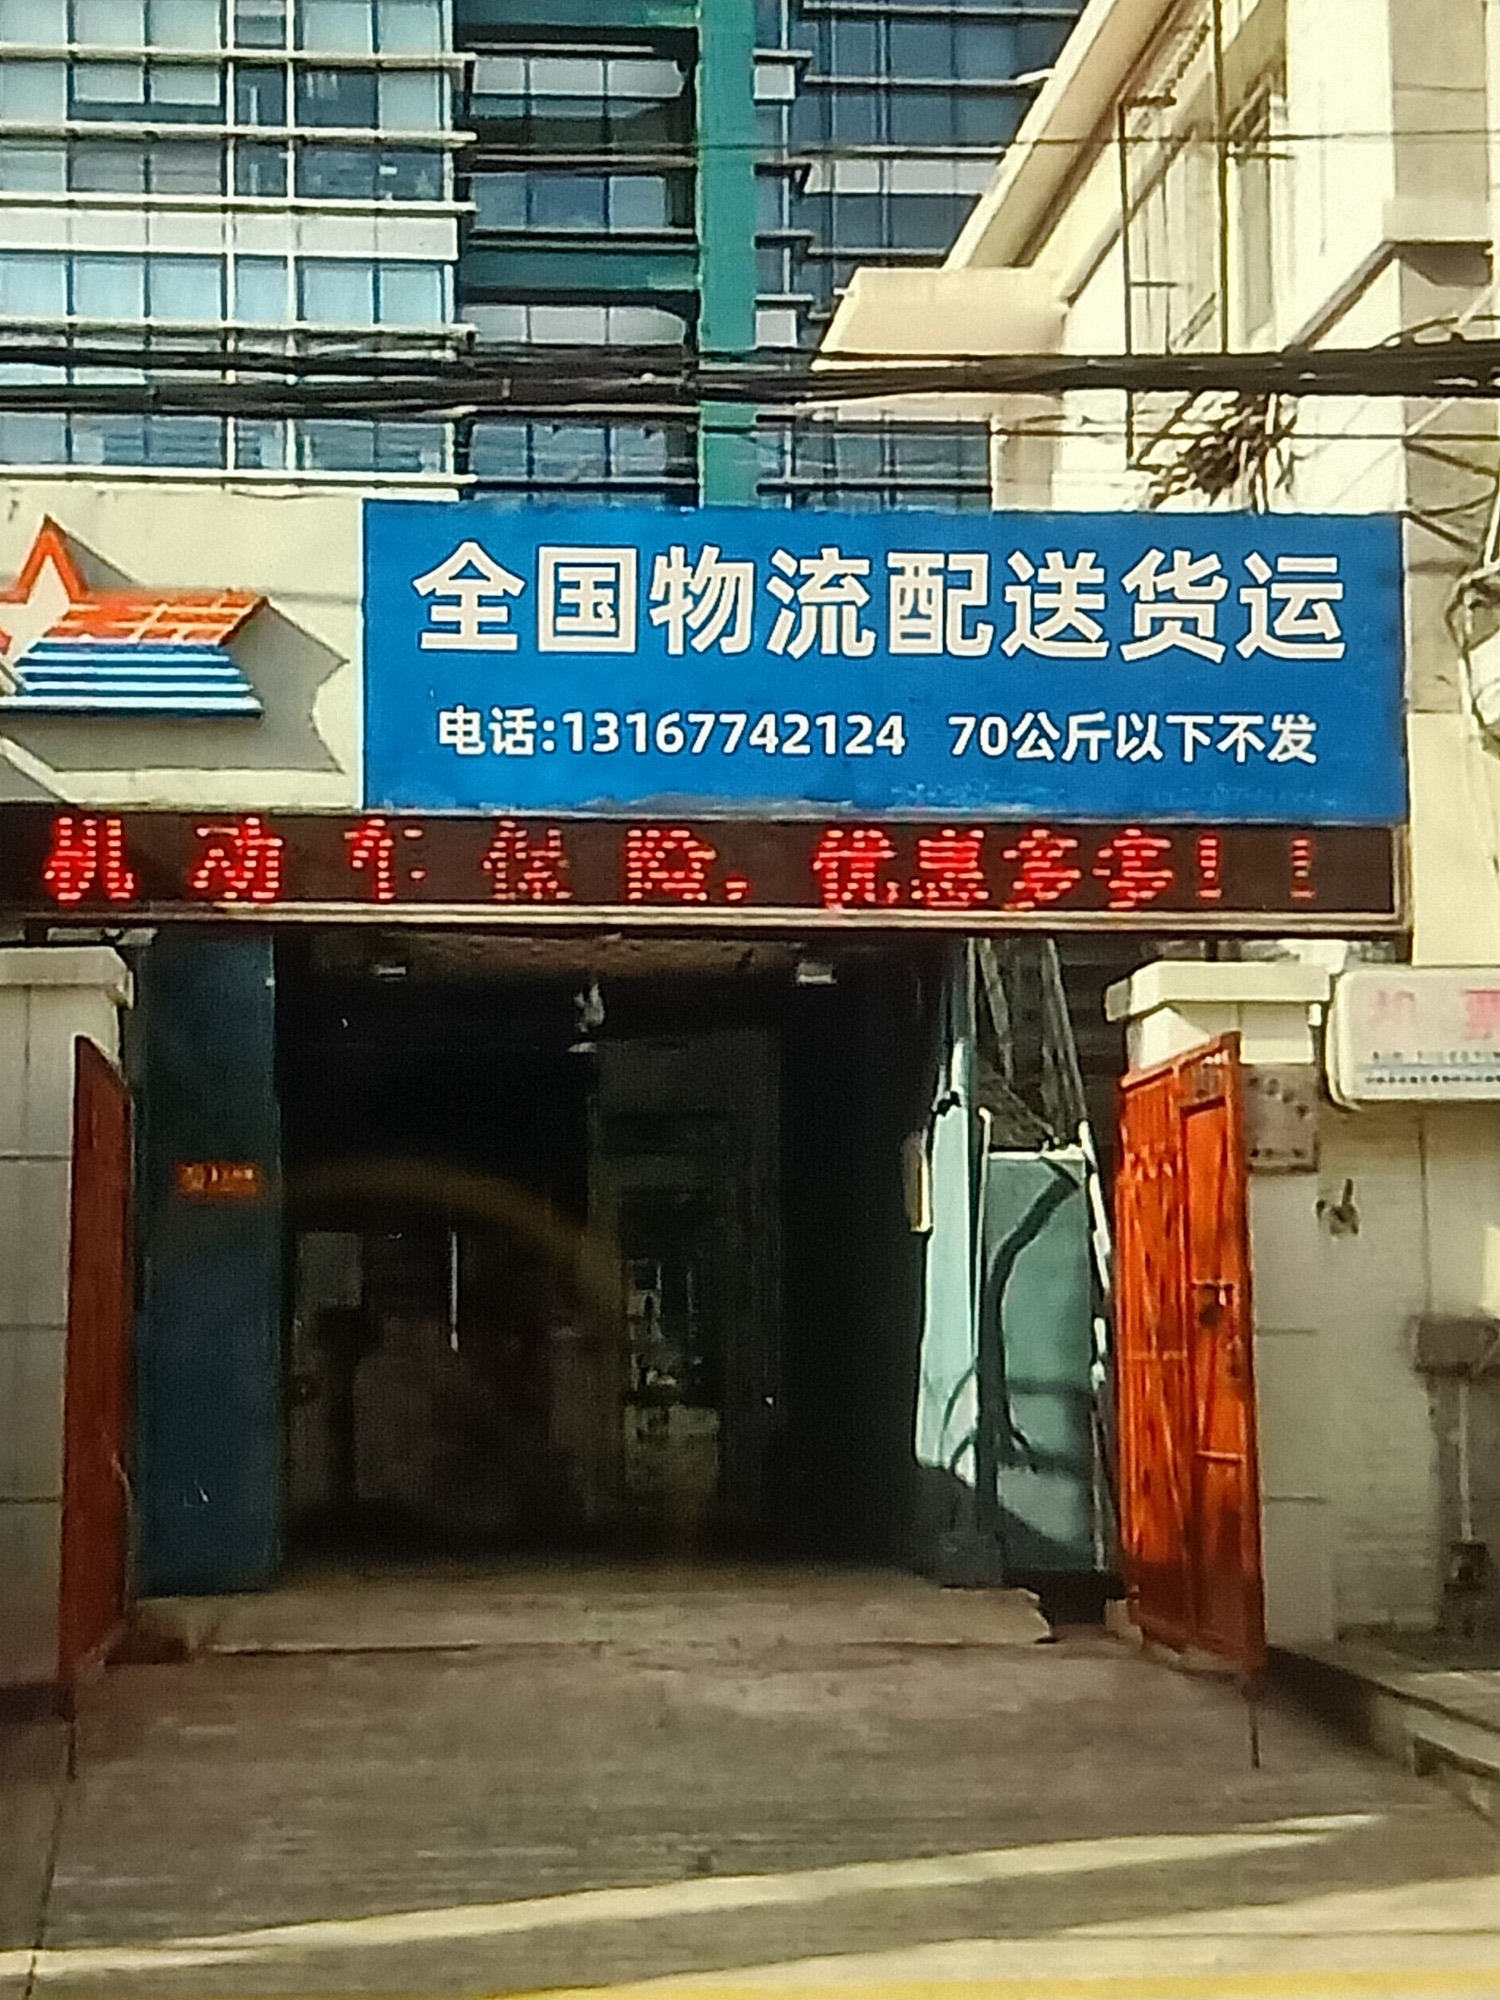 全国物流配送货运
电话:13167742124 70公斤以下不发
机动车保险，优惠多多！！